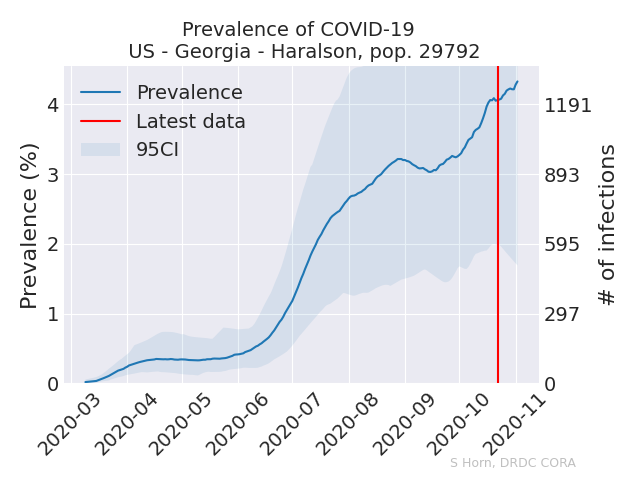 Prevalence of COVID-19
US - Georgia - Haralson, pop. 29792
Prevalence
Latest data
95CI
Prevalence (%)
4
3
2
1
0
1191
893
595
297
0
# of infections
2020-03
2020-04
2020-05
2020-06
2020-07
2020-08
2020-09
2020-10
2020-11
S Horn, DRDC CORA